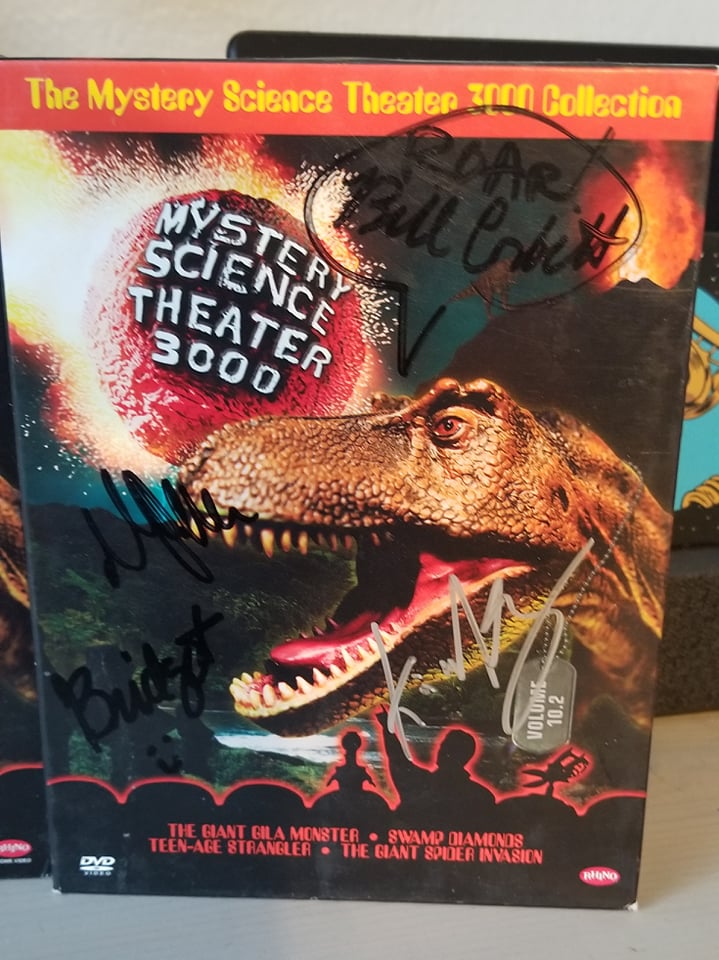 The Mystery Science Theater 3000 Collection
ROAR!
Bill Corbett
MYSTERY
SCIENCE
THEATER
3000
Bridget
VOLUME
10.2
THE GIANT GILA MONSTER • SWAMP DIAMONDS
TEEN-AGE STRANGLER • THE GIANT SPIDER INVASION
DVD
VIDEO
RHINO